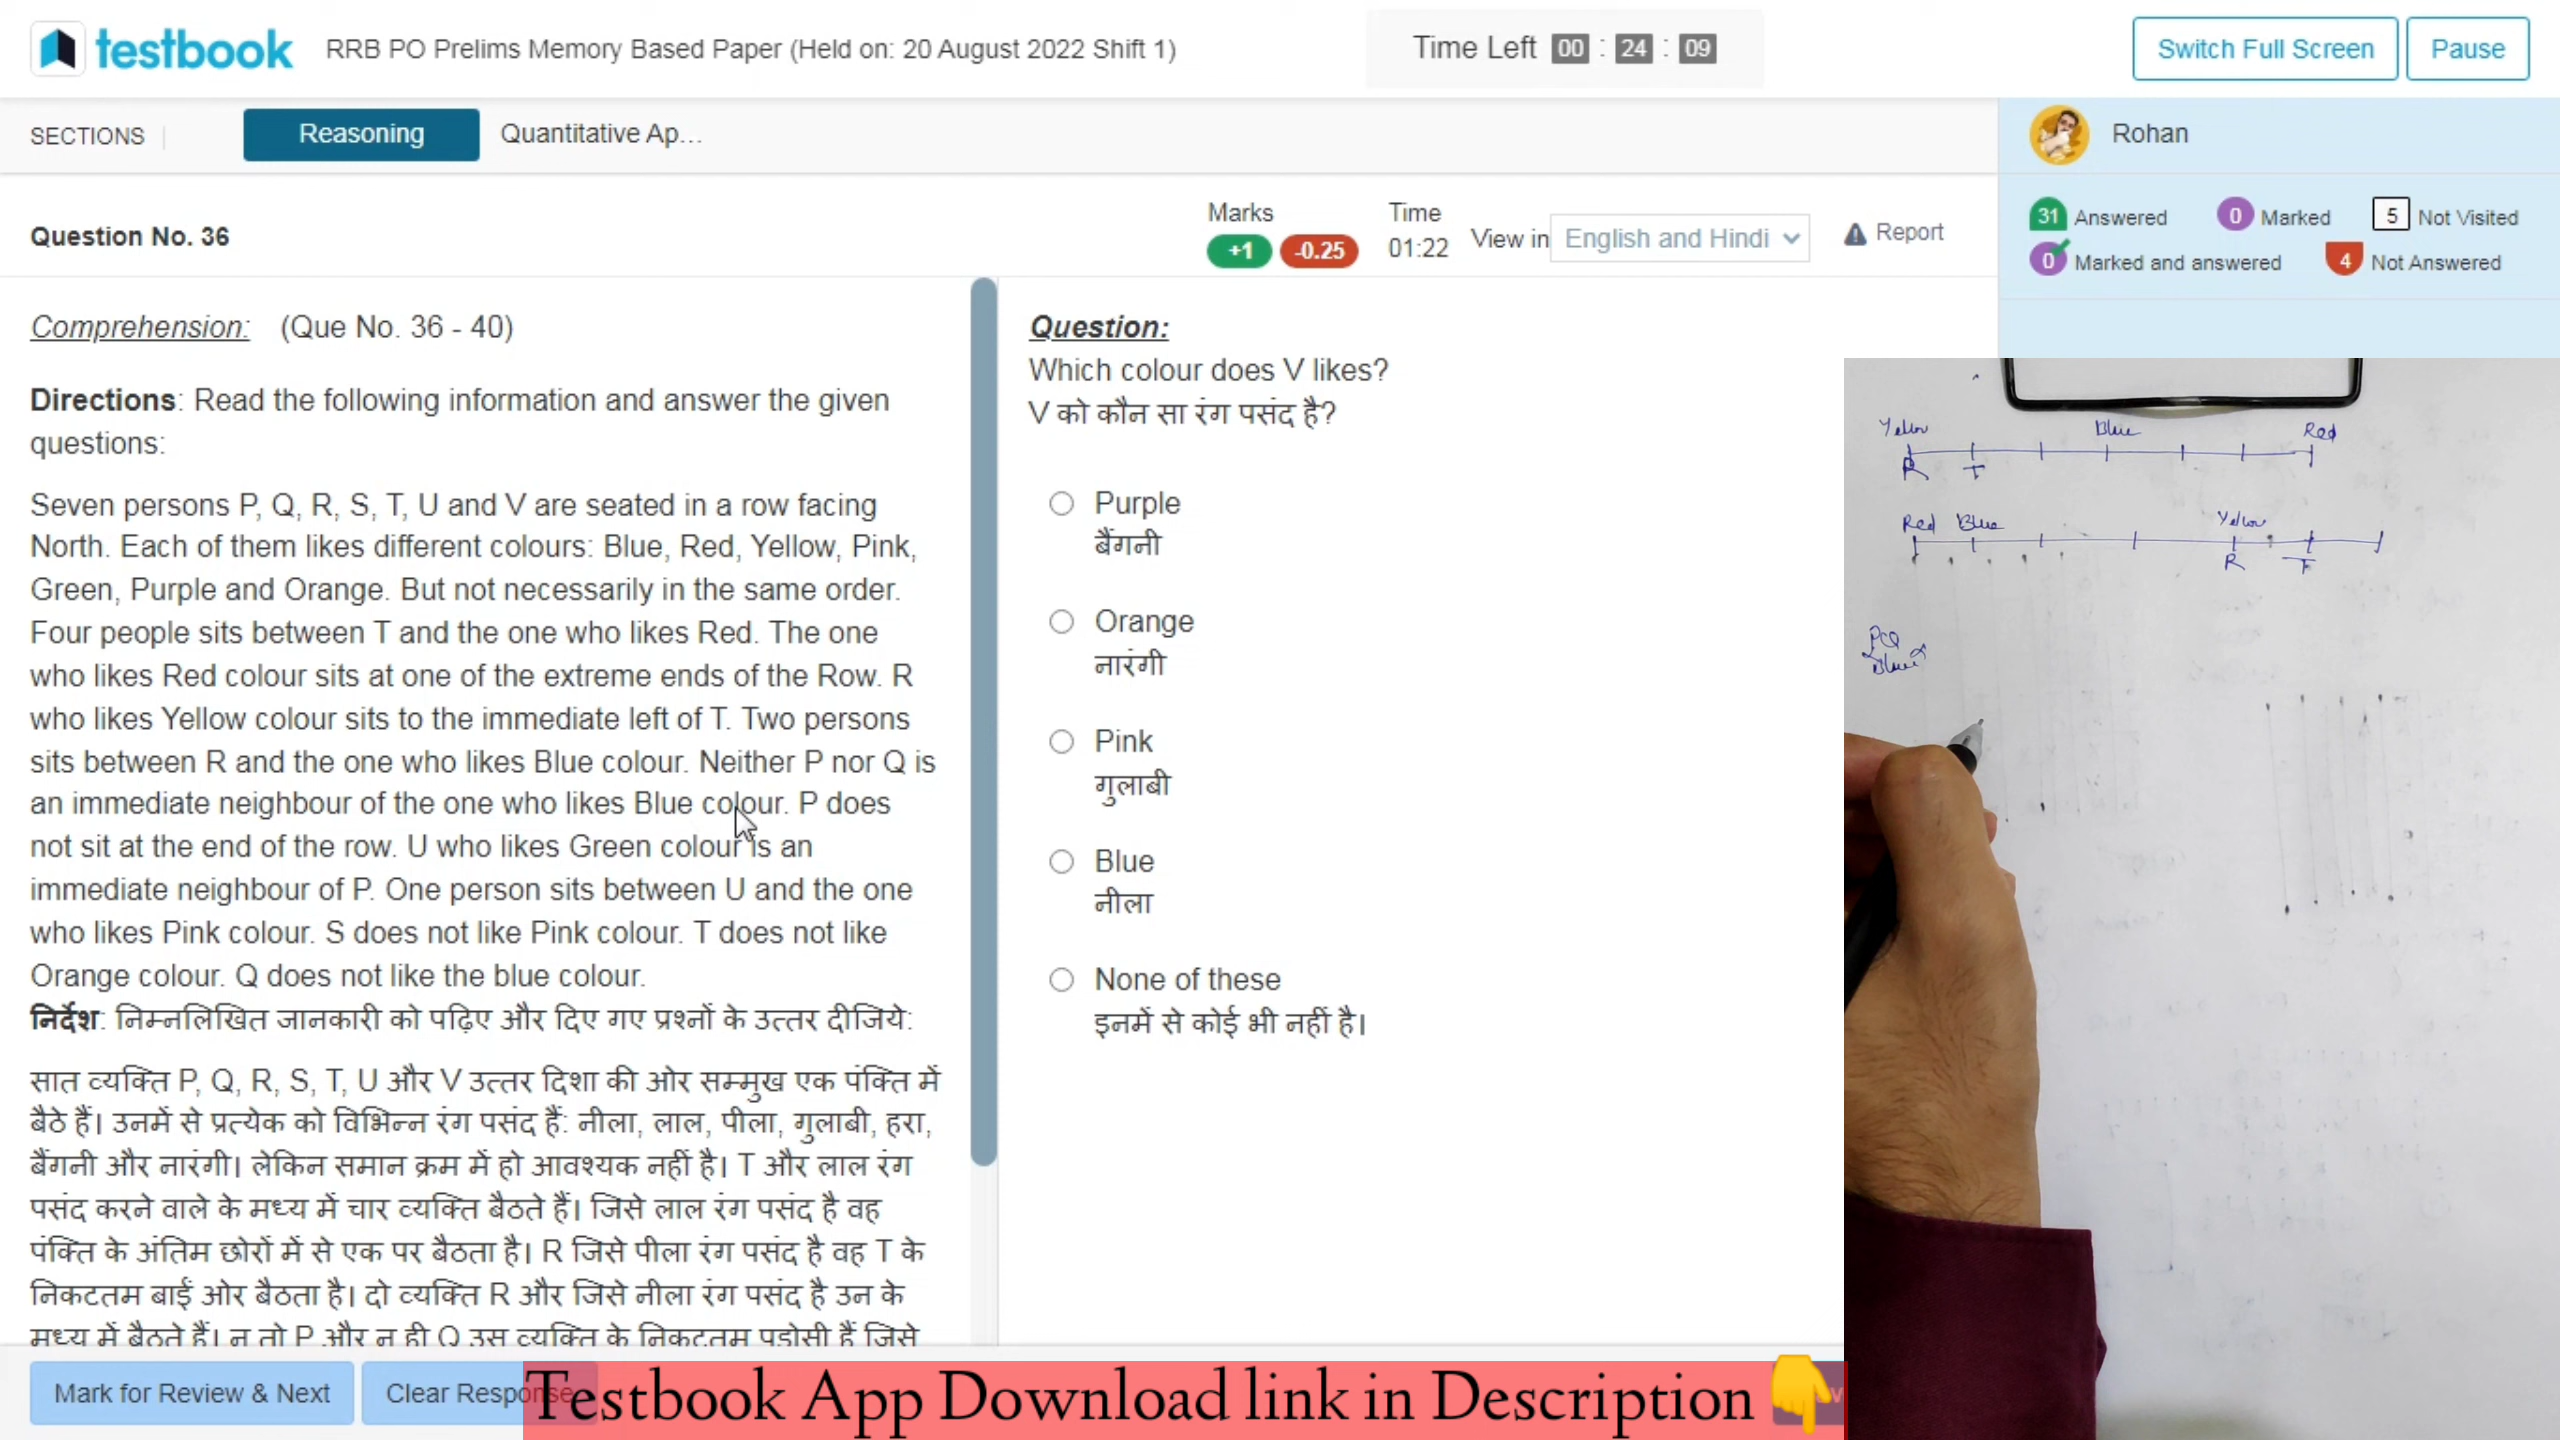 testbook
RRB PO Prelims Memory Based Paper (Held on: 20 August 2022 Shift 1)
Time Left 00 : 24 : 09
Switch Full Screen
Pause
SECTIONS
Reasoning
Quantitative Ap...
Rohan
31 Answered
0 Marked
5 Not Visited
0 Marked and answered
4 Not Answered
Question No. 36
Marks
+1 -0.25
Time
01:22
View in English and Hindi
Report
Comprehension: (Que No. 36 - 40)
Directions: Read the following information and answer the given
questions:
Seven persons P, Q, R, S, T, U and V are seated in a row facing
North. Each of them likes different colours: Blue, Red, Yellow, Pink,
Green, Purple and Orange. But not necessarily in the same order.
Four people sits between T and the one who likes Red. The one
who likes Red colour sits at one of the extreme ends of the Row. R
who likes Yellow colour sits to the immediate left of T. Two persons
sits between R and the one who likes Blue colour. Neither P nor Q is
an immediate neighbour of the one who likes Blue colour. P does
not sit at the end of the row. U who likes Green colour is an
immediate neighbour of P. One person sits between U and the one
who likes Pink colour. S does not like Pink colour. T does not like
Orange colour. Q does not like the blue colour.
निर्देश: निम्नलिखित जानकारी को पढ़िए और दिए गए प्रश्नों के उत्तर दीजिये:
सात व्यक्ति P, Q, R, S, T, U और V उत्तर दिशा की ओर सम्मुख एक पंक्ति में
बैठे हैं। उनमें से प्रत्येक को विभिन्न रंग पसंद हैं: नीला, लाल, पीला, गुलाबी, हरा,
बैंगनी और नारंगी। लेकिन समान क्रम में हो आवश्यक नहीं है। T और लाल रंग
पसंद करने वाले के मध्य में चार व्यक्ति बैठते हैं। जिसे लाल रंग पसंद है वह
पंक्ति के अंतिम छोरों में से एक पर बैठता है। R जिसे पीला रंग पसंद है वह T के
निकटतम बाईं ओर बैठता है। दो व्यक्ति R और जिसे नीला रंग पसंद है उन के
मध्य में बैठते हैं। न तो P और न ही Q उस व्यक्ति के निकटतम पड़ोसी हैं जिसे
Question:
Which colour does V likes?
V को कौन सा रंग पसंद है?
Purple
बैंगनी
Orange
नारंगी
Pink
गुलाबी
Blue
नीला
None of these
इनमें से कोई भी नहीं है।
Yellow Blue Red
R T
Red Blue Yellow
R T
Blue
Mark for Review & Next
Clear Response
Testbook App Download link in Description